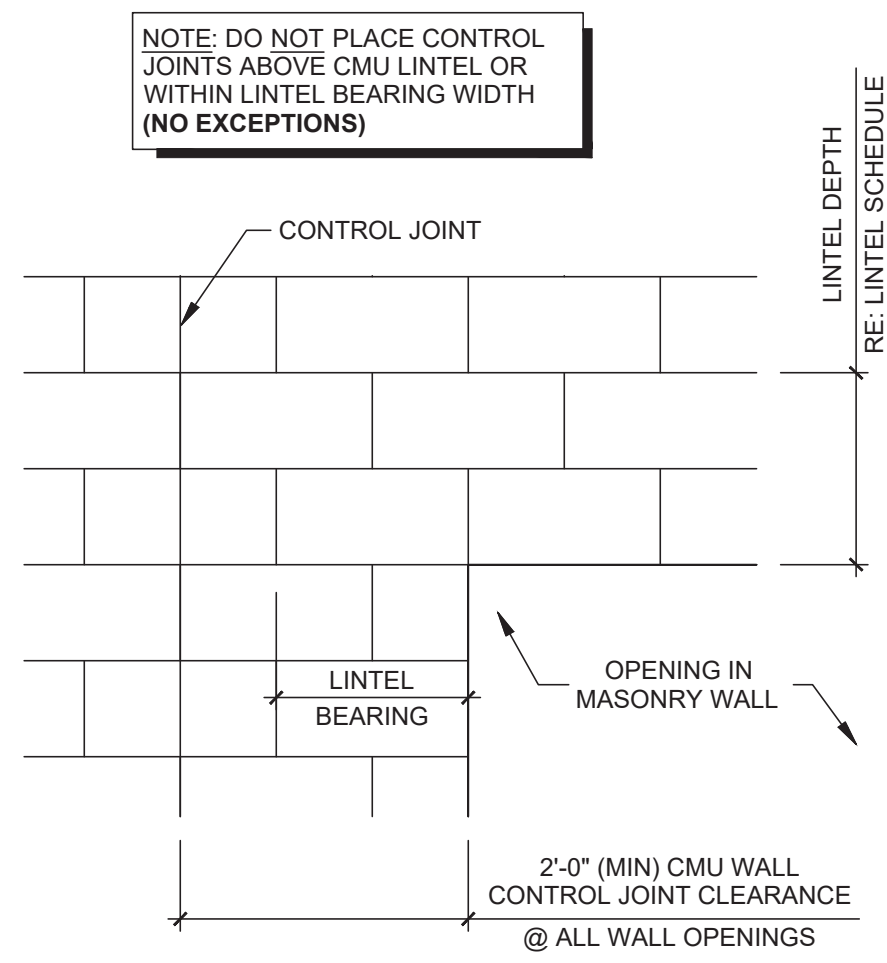 NOTE: DO NOT PLACE CONTROL
JOINTS ABOVE CMU LINTEL OR
WITHIN LINTEL BEARING WIDTH
(NO EXCEPTIONS)
CONTROL JOINT
LINTEL DEPTH
RE: LINTEL SCHEDULE
OPENING IN
MASONRY WALL
LINTEL
BEARING
2'-0" (MIN) CMU WALL
CONTROL JOINT CLEARANCE
@ ALL WALL OPENINGS